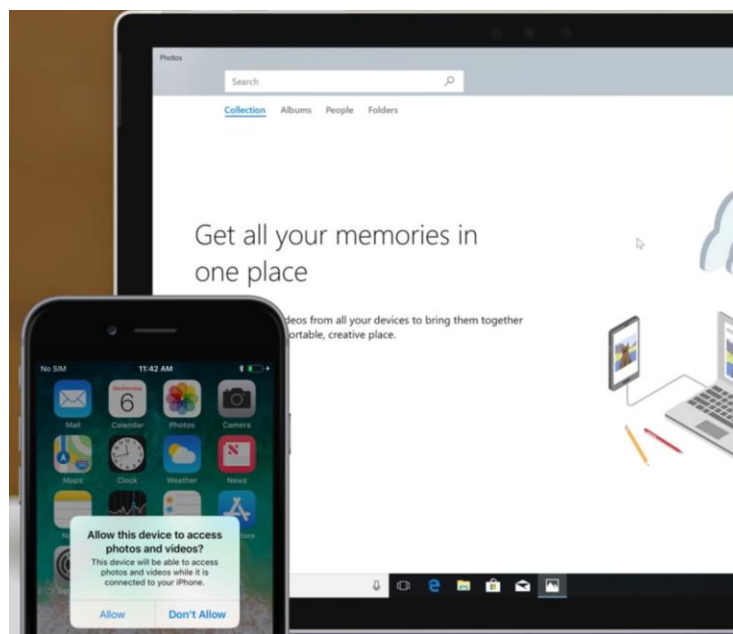 Photos
Search
Collection Albums People Folders
Get all your memories in
one place
deos from all your devices to bring them together
ortable, creative place.
No SIM 11:42 AM
Wednesday
6
Mail Calendar Photos Camera
Maps Clock Weather News
Allow this device to access
photos and videos?
This device will be able to access
photos and videos while it is
connected to your iPhone.
Allow Don't Allow